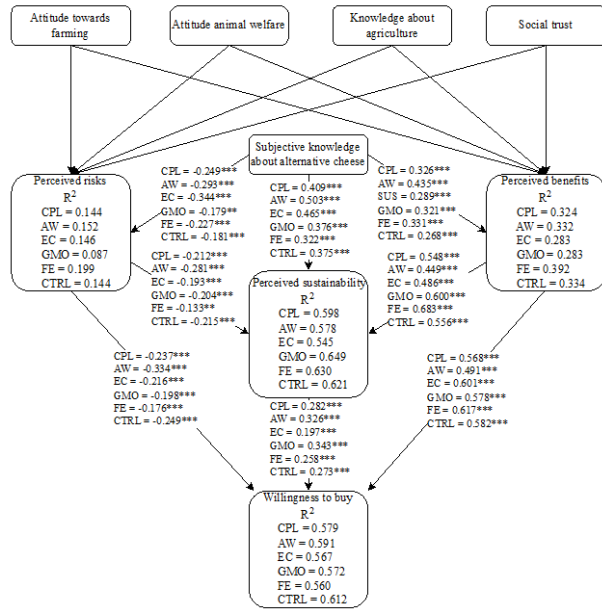 Attitude towards
farming
Attitude animal welfare
Knowledge about
agriculture
Social trust
Subjective knowledge
about alternative cheese
CPL = -0.249***
AW = -0.293***
EC = -0.344***
GMO = -0.179**
FE = -0.227***
CTRL = -0.181***
CPL = 0.409***
AW = 0.503***
EC = 0.465***
GMO = 0.376***
FE = 0.322***
CTRL = 0.375***
CPL = 0.326***
AW = 0.435***
SUS = 0.289***
GMO = 0.321***
FE = 0.331***
CTRL = 0.268***
Perceived risks
R²
CPL = 0.144
AW = 0.152
EC = 0.146
GMO = 0.087
FE = 0.199
CTRL = 0.144
Perceived benefits
R²
CPL = 0.324
AW = 0.332
EC = 0.283
GMO = 0.283
FE = 0.392
CTRL = 0.334
CPL = -0.212***
AW = -0.281***
EC = -0.193***
GMO = -0.204***
FE = -0.133**
CTRL = -0.215***
Perceived sustainability
R²
CPL = 0.598
AW = 0.578
EC = 0.545
GMO = 0.649
FE = 0.630
CTRL = 0.621
CPL = 0.548***
AW = 0.449***
EC = 0.486***
GMO = 0.600***
FE = 0.683***
CTRL = 0.556***
CPL = -0.237***
AW = -0.334***
EC = -0.216***
GMO = -0.198***
FE = -0.176***
CTRL = -0.249***
CPL = 0.282***
AW = 0.326***
EC = 0.197***
GMO = 0.343***
FE = 0.258***
CTRL = 0.273***
CPL = 0.568***
AW = 0.491***
EC = 0.601***
GMO = 0.578***
FE = 0.617***
CTRL = 0.582***
Willingness to buy
R²
CPL = 0.579
AW = 0.591
EC = 0.567
GMO = 0.572
FE = 0.560
CTRL = 0.612